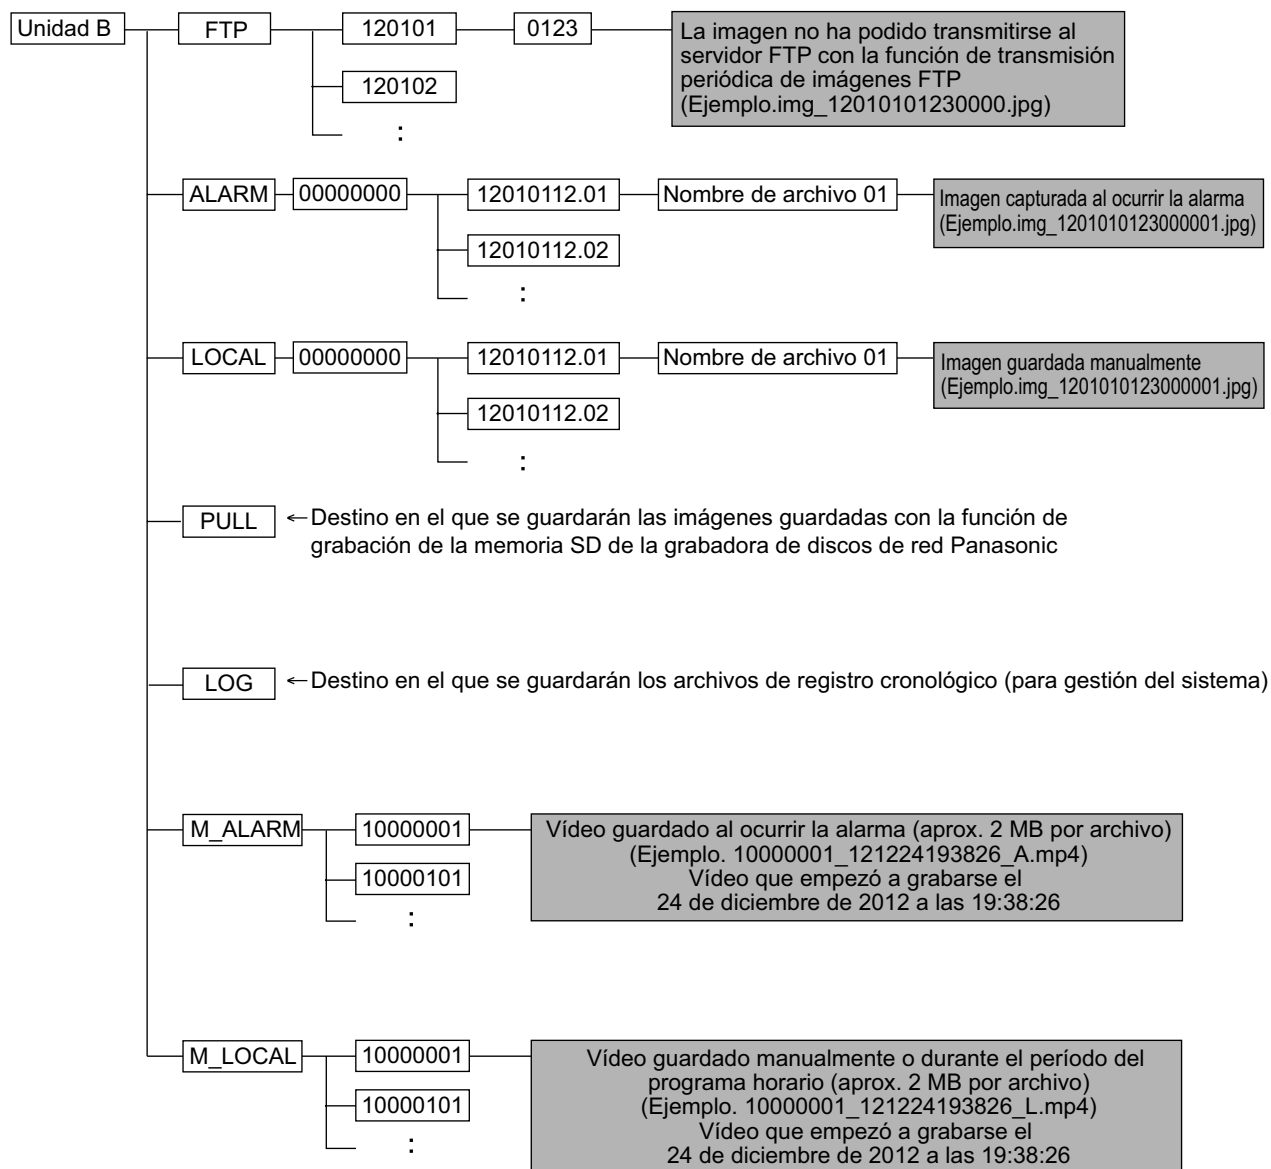 Unidad B
FTP
120101
0123
La imagen no ha podido transmitirse al
servidor FTP con la función de transmisión
periódica de imágenes FTP
(Ejemplo.img_12010101230000.jpg)
120102
:
ALARM
00000000
12010112.01
Nombre de archivo 01
Imagen capturada al ocurrir la alarma
(Ejemplo.img_1201010123000001.jpg)
12010112.02
:
LOCAL
00000000
12010112.01
Nombre de archivo 01
Imagen guardada manualmente
(Ejemplo.img_1201010123000001.jpg)
12010112.02
:
PULL
←Destino en el que se guardarán las imágenes guardadas con la función de
grabación de la memoria SD de la grabadora de discos de red Panasonic
LOG
←Destino en el que se guardarán los archivos de registro cronológico (para gestión del sistema)
M_ALARM
10000001
Vídeo guardado al ocurrir la alarma (aprox. 2 MB por archivo)
(Ejemplo. 10000001_121224193826_A.mp4)
Vídeo que empezó a grabarse el
24 de diciembre de 2012 a las 19:38:26
10000101
:
M_LOCAL
10000001
Vídeo guardado manualmente o durante el período del
programa horario (aprox. 2 MB por archivo)
(Ejemplo. 10000001_121224193826_L.mp4)
Vídeo que empezó a grabarse el
24 de diciembre de 2012 a las 19:38:26
10000101
: